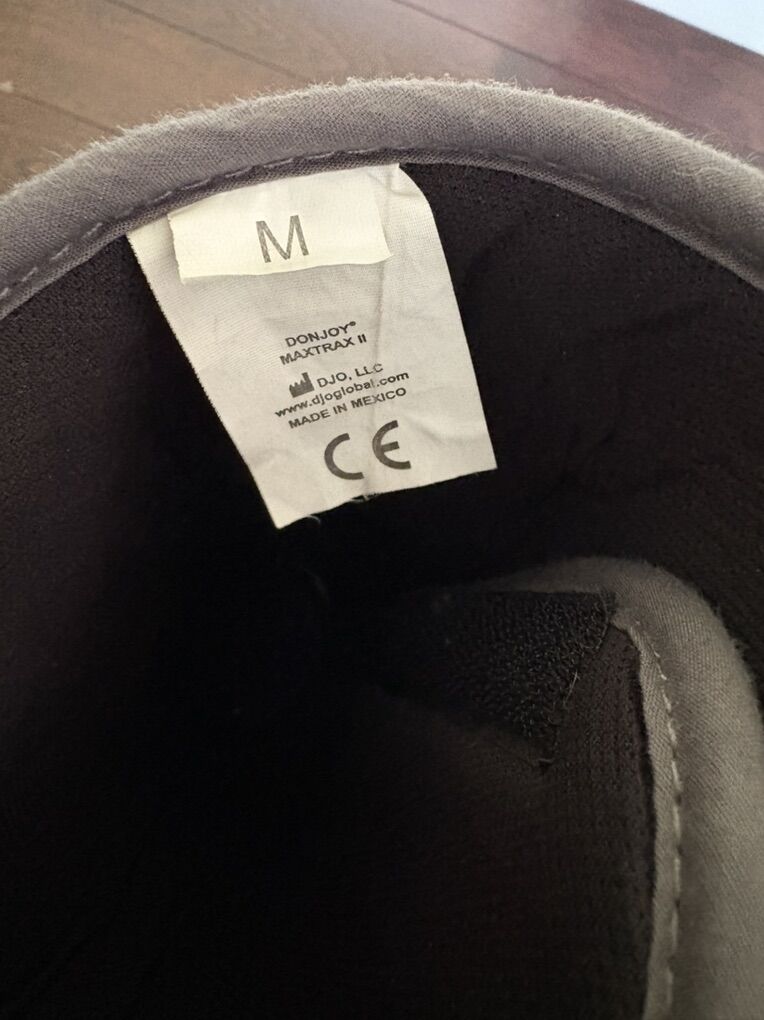 M
DONJOY®
MAXTRAX II
DJO, LLC
www.djoglobal.com
MADE IN MEXICO
CE